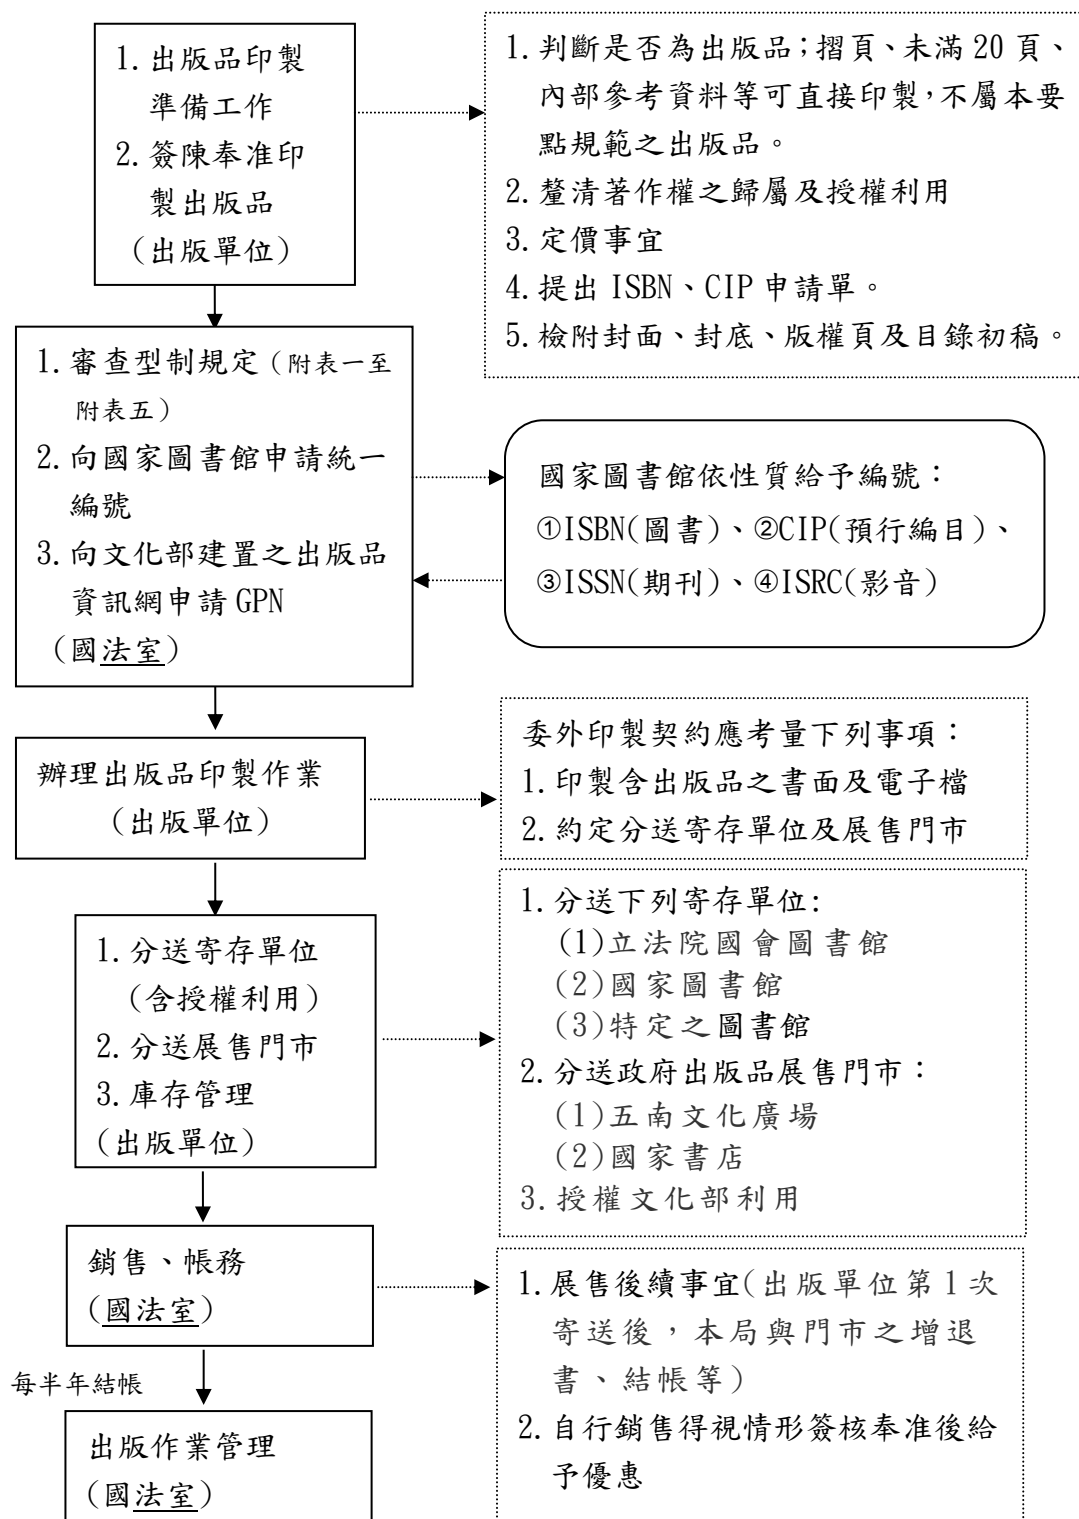 1.出版品印製
準備工作
2.簽陳奉准印
製出版品
(出版單位)
1.判斷是否為出版品;摺頁、未滿20頁、
內部參考資料等可直接印製,不屬本要
點規範之出版品。
2.釐清著作權之歸屬及授權利用
3.定價事宜
4.提出 ISBN、CIP 申請單。
5.檢附封面、封底、版權頁及目錄初稿。
1.審查型制規定(附表一至
附表五)
2.向國家圖書館申請統一
編號
3.向文化部建置之出版品
資訊網申請 GPN
(國法室)
國家圖書館依性質給予編號：
①ISBN(圖書)、②CIP(預行編目)、
③ISSN(期刊)、④ISRC(影音)
辦理出版品印製作業
(出版單位)
委外印製契約應考量下列事項：
1.印製含出版品之書面及電子檔
2.約定分送寄存單位及展售門市
1.分送寄存單位
(含授權利用)
2.分送展售門市
3.庫存管理
(出版單位)
1.分送下列寄存單位:
(1)立法院國會圖書館
(2)國家圖書館
(3)特定之圖書館
2.分送政府出版品展售門市：
(1)五南文化廣場
(2)國家書店
3.授權文化部利用
銷售、帳務
(國法室)
1.展售後續事宜(出版單位第1次
寄送後，本局與門市之增退
書、結帳等)
2.自行銷售得視情形簽核奉准後給
予優惠
每半年結帳
出版作業管理
(國法室)